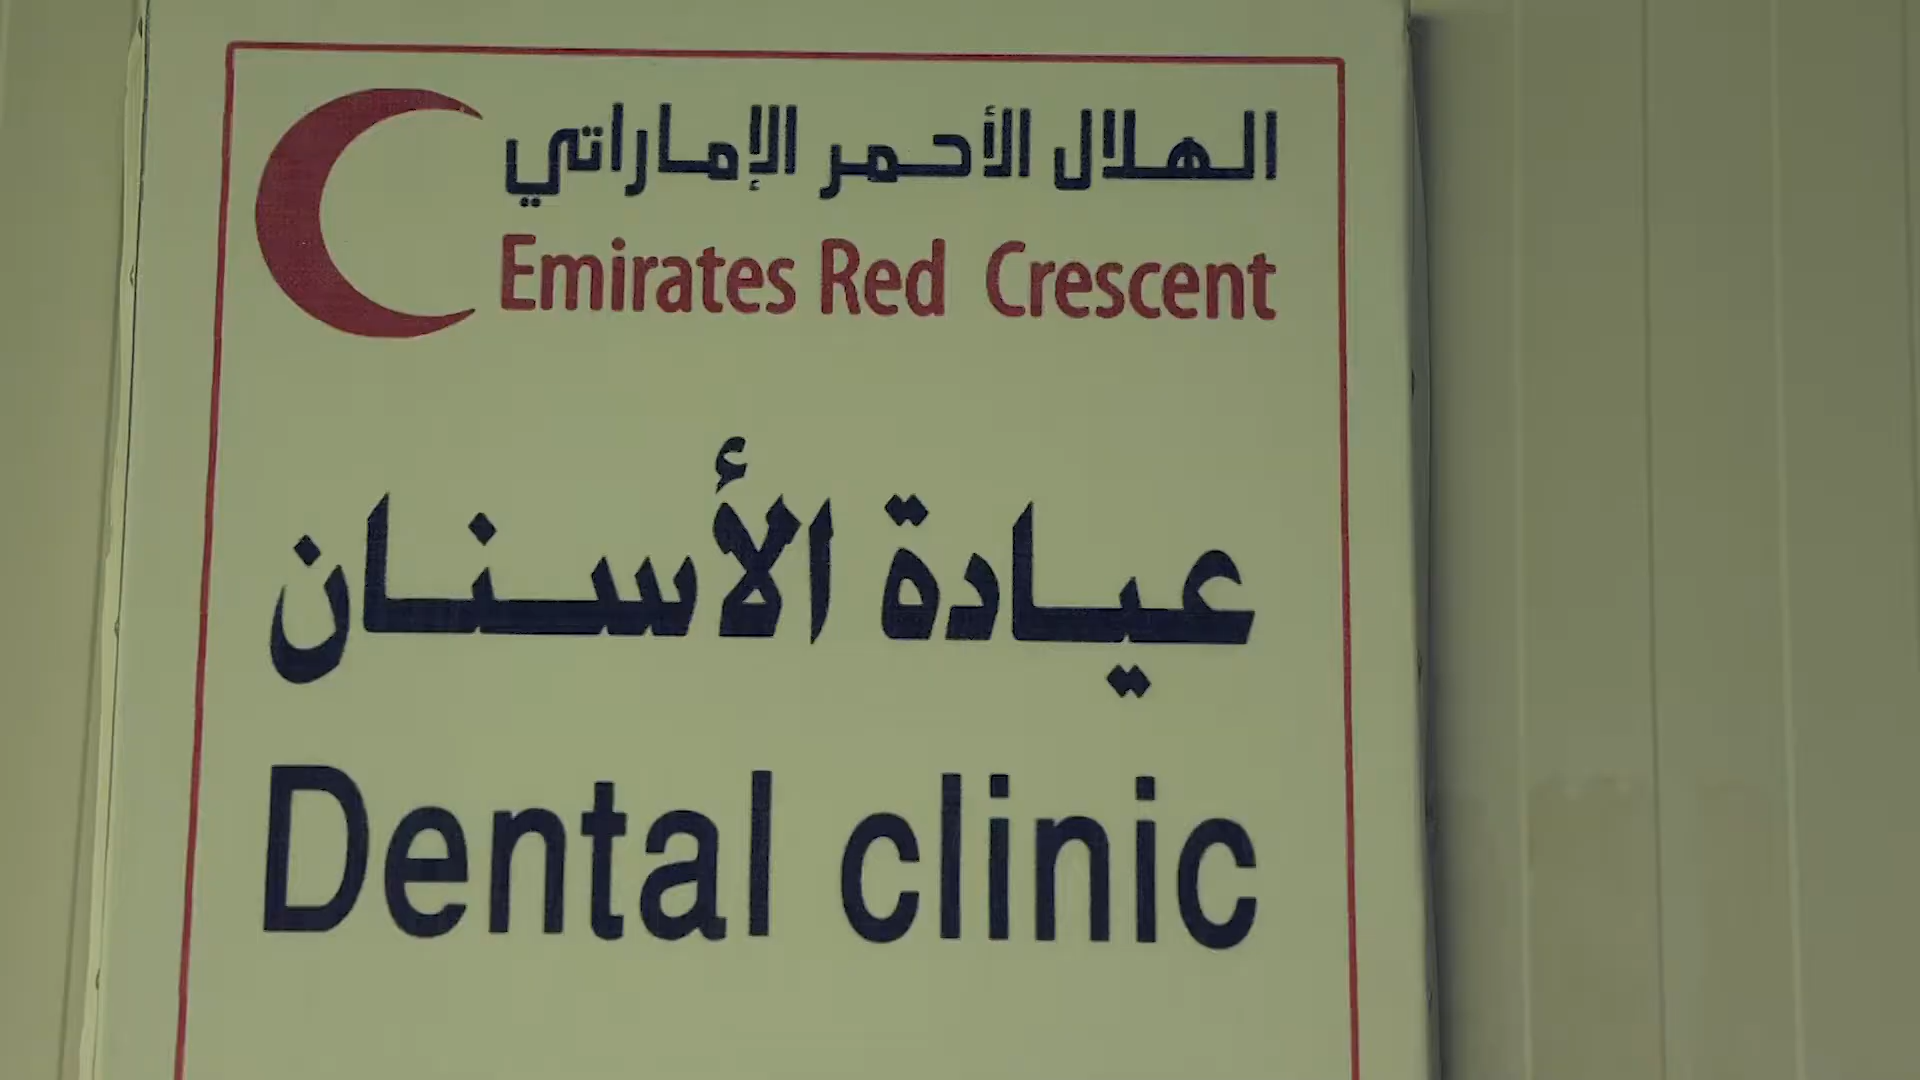 الهلال الأحمر الإماراتي
Emirates Red Crescent
عيادة الأسنان
Dental clinic